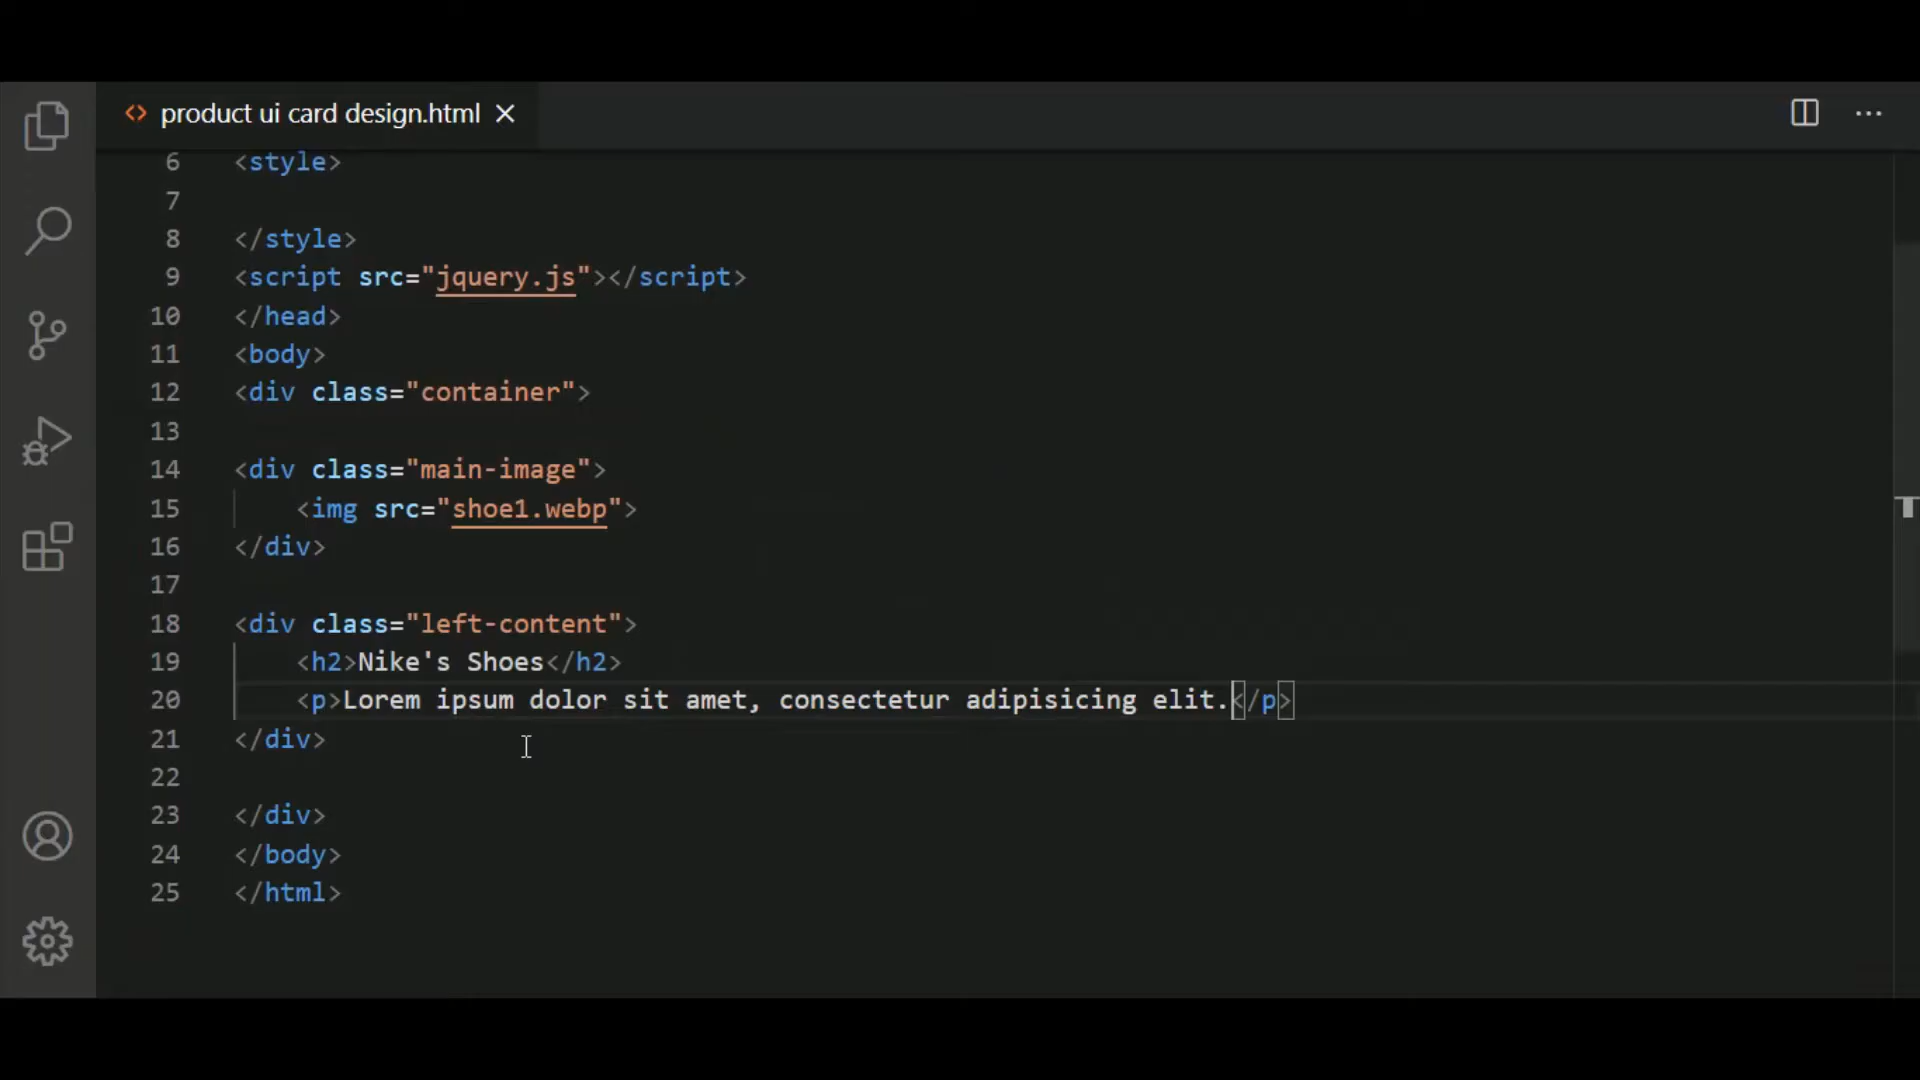 product ui card design.html
6 <style>
7
8 </style>
9 <script src="jquery.js"></script>
10 </head>
11 <body>
12 <div class="container">
13
14 <div class="main-image">
15 <img src="shoe1.webp">
16 </div>
17
18 <div class="left-content">
19 <h2>Nike's Shoes</h2>
20 <p>Lorem ipsum dolor sit amet, consectetur adipisicing elit.</p>
21 </div>
22
23 </div>
24 </body>
25 </html>